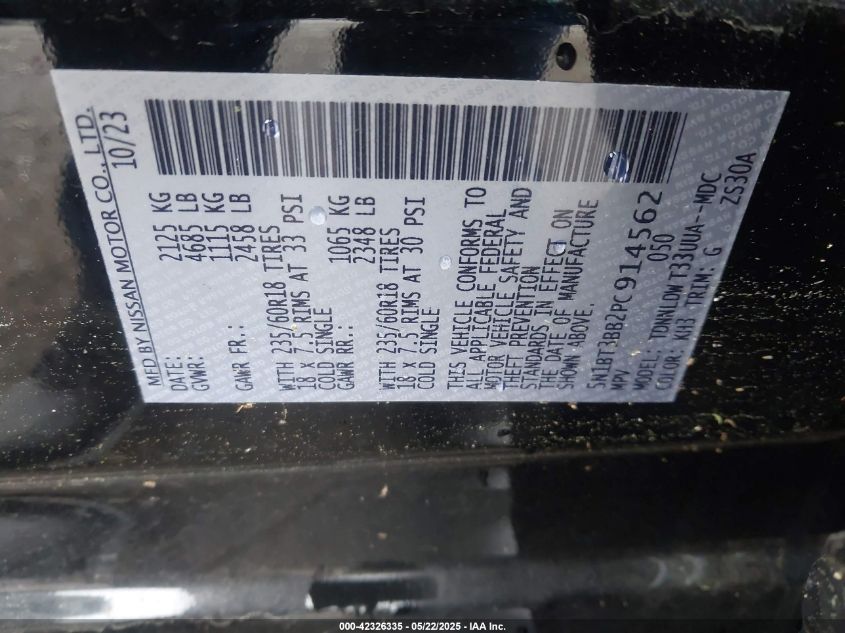 MFD BY NISSAN MOTOR CO., LTD.
DATE: 10/23
GVWR: 2125 KG
4685 LB
GAWR FR.: 1115 KG
2458 LB
WITH 235/60R18 TIRES
18 X 7.5 RIMS AT 33 PSI
COLD SINGLE
GAWR RR.: 1065 KG
2348 LB
WITH 235/60R18 TIRES
18 X 7.5 RIMS AT 30 PSI
COLD SINGLE
THIS VEHICLE CONFORMS TO
ALL APPLICABLE FEDERAL
MOTOR VEHICLE SAFETY AND
THEFT PREVENTION
STANDARDS IN EFFECT ON
THE DATE OF MANUFACTURE
SHOWN ABOVE.
5N1BT3BB2PC914562
MPV 050
MODEL: TDNNLDWT33UUA--MDC
COLOR: KH3 TRIM: G ZS30A
000-42326335 - 05/22/2025 - IAA Inc.